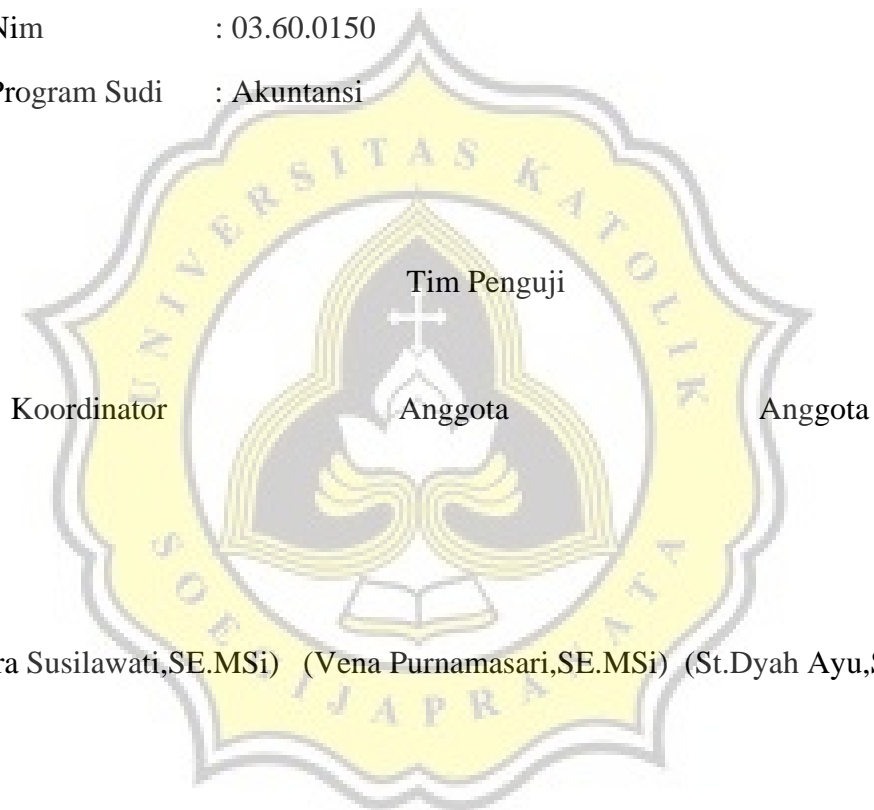 Nim : 03.60.0150
Program Sudi : Akuntansi
UNIVERSITAS KATOLIK
Tim Penguji
Koordinator Anggota Anggota
Susilawati,SE.MSi) (Vena Purnamasari,SE.MSi) (St.Dyah Ayu,
SOEGIJAPRANATA